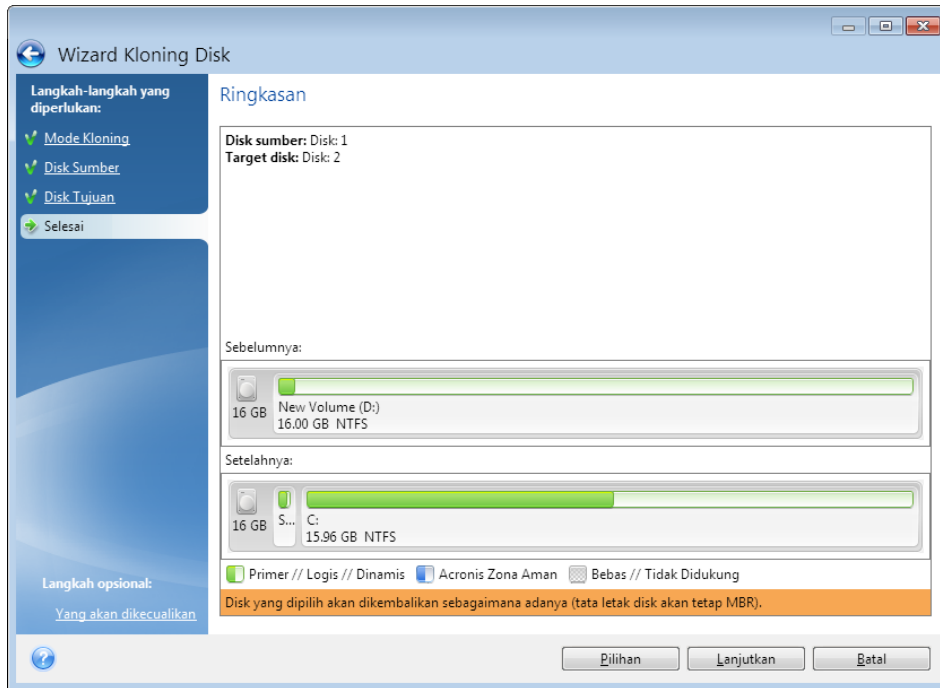 Wizard Kloning Disk
Langkah-langkah yang
diperlukan:
Mode Kloning
Disk Sumber
Disk Tujuan
Selesai
Langkah opsional:
Yang akan dikecualikan
Ringkasan
Disk sumber: Disk: 1
Target disk: Disk: 2
Sebelumnya:
16 GB
New Volume (D:)
16.00 GB NTFS
Setelahnya:
16 GB
S...
C:
15.96 GB NTFS
Primer // Logis // Dinamis Acronis Zona Aman Bebas // Tidak Didukung
Disk yang dipilih akan dikembalikan sebagaimana adanya (tata letak disk akan tetap MBR).
?
Pilihan Lanjutkan Batal